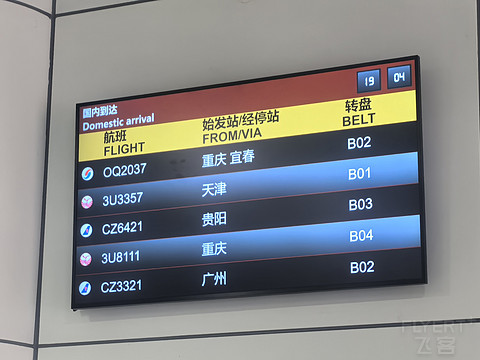 国内到达
Domestic arrival
19 04
航班 始发站/经停站 转盘
FLIGHT FROM/VIA BELT
OQ2037 重庆 宜春 B02
3U3357 天津 B01
CZ6421 贵阳 B03
3U8111 重庆 B04
CZ3321 广州 B02
FLYERT
飞客